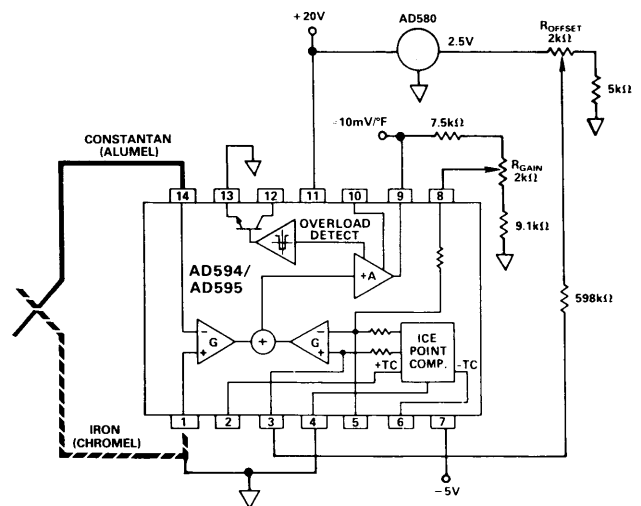 +20V
AD580
2.5V
ROFFSET
2kΩ
5kΩ
10mV/°F
7.5kΩ
CONSTANTAN
(ALUMEL)
RGAIN
2kΩ
14
13
12
11
10
9
8
OVERLOAD
DETECT
9.1kΩ
AD594/
AD595
+A
598kΩ
G
−
+
+
G
−
+
ICE
POINT
COMP.
+TC
−TC
1
2
3
4
5
6
7
IRON
(CHROMEL)
−5V